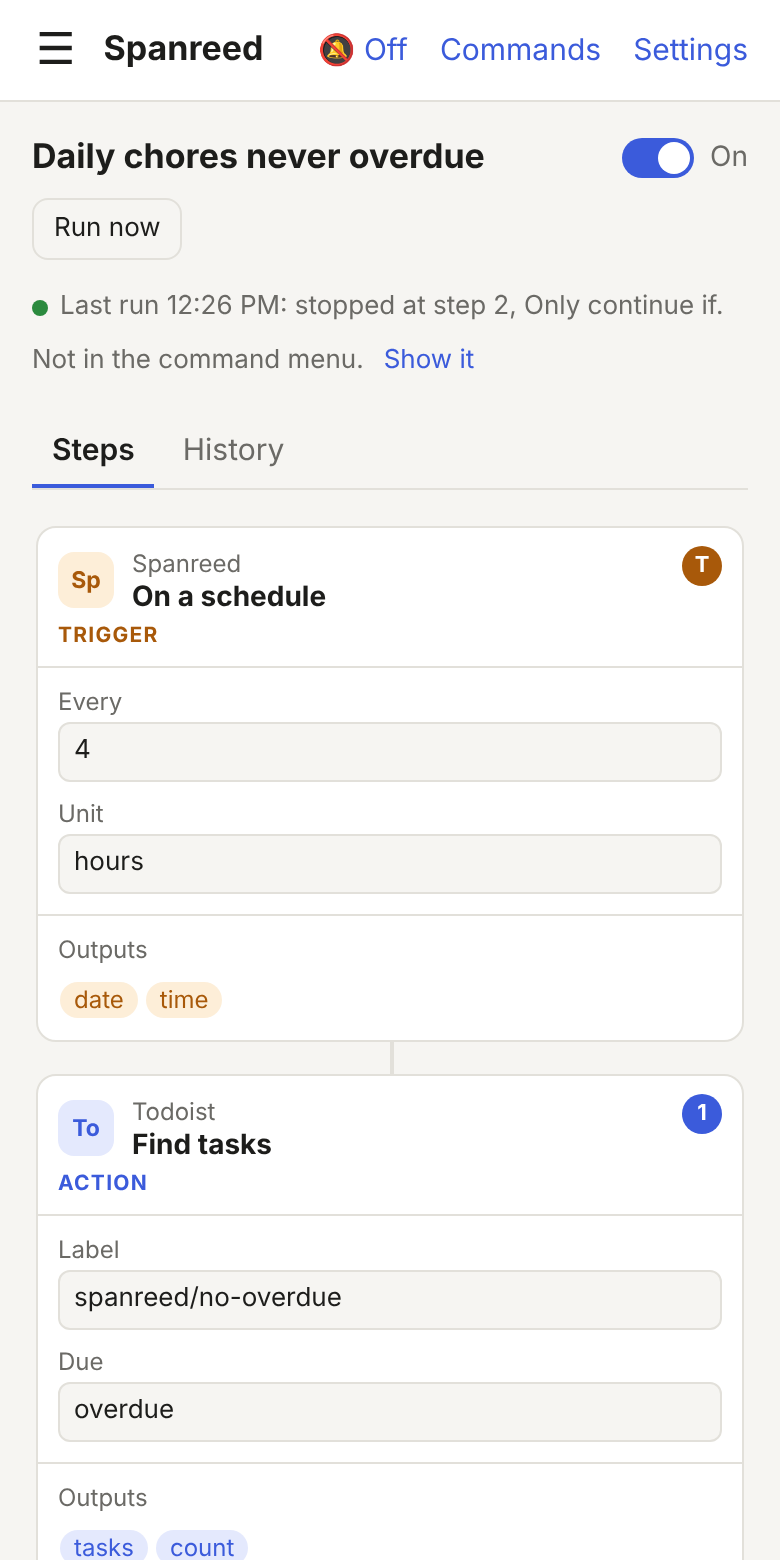 ☰ Spanreed 🔕 Off Commands Settings
Daily chores never overdue On
Run now
Last run 12:26 PM: stopped at step 2, Only continue if.
Not in the command menu. Show it
Steps History
Sp Spanreed T
On a schedule
TRIGGER
Every
4
Unit
hours
Outputs
date time
To Todoist 1
Find tasks
ACTION
Label
spanreed/no-overdue
Due
overdue
Outputs
tasks count